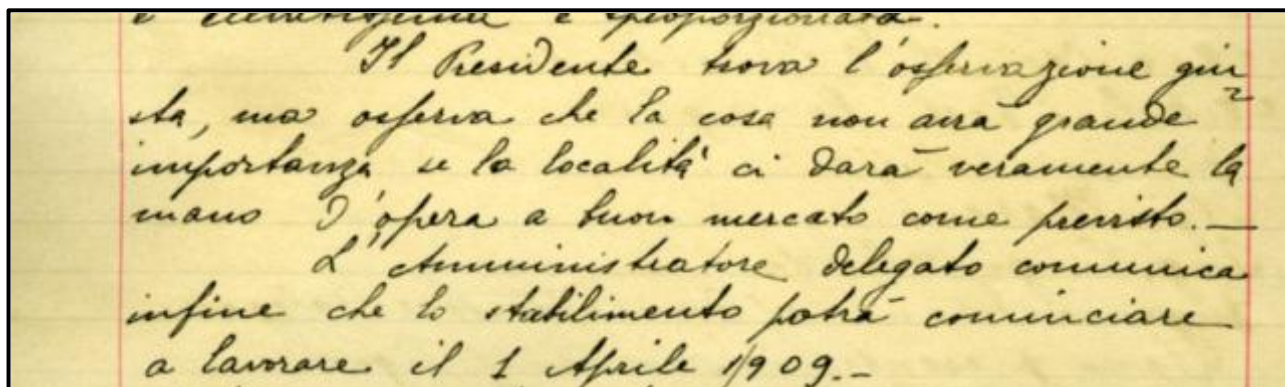 e sproporzionata.
Il Presidente trova l'osservazione giu=
sta, ma osserva che la cosa non avrà grande
importanza se la località ci darà veramente la
mano d'opera a buon mercato come previsto.—
L'Amministratore delegato comunica
infine che lo stabilimento potrà cominciare
a lavorare il 1 Aprile 1909.—